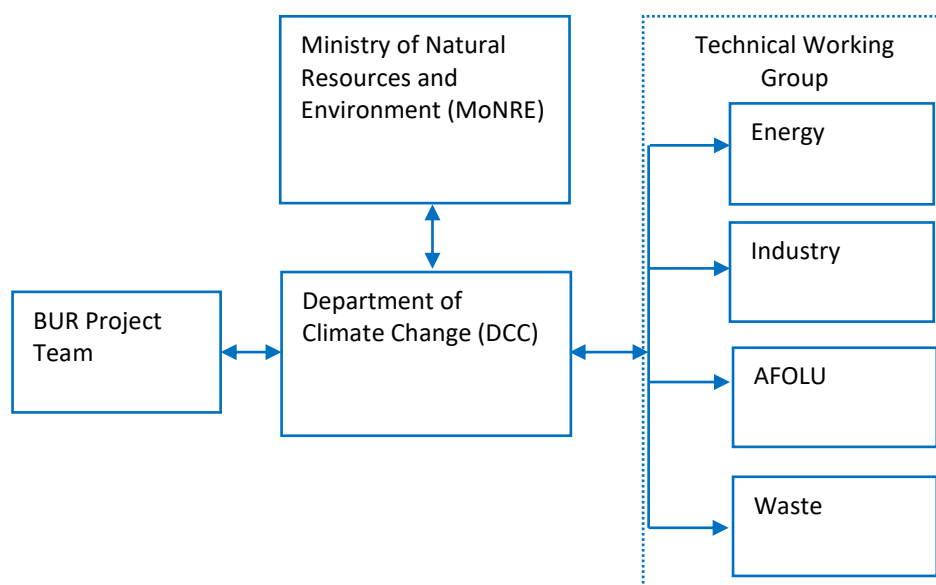 Ministry of Natural
Resources and
Environment (MoNRE)
Technical Working
Group
Energy
Industry
Department of
Climate Change (DCC)
BUR Project
Team
AFOLU
Waste